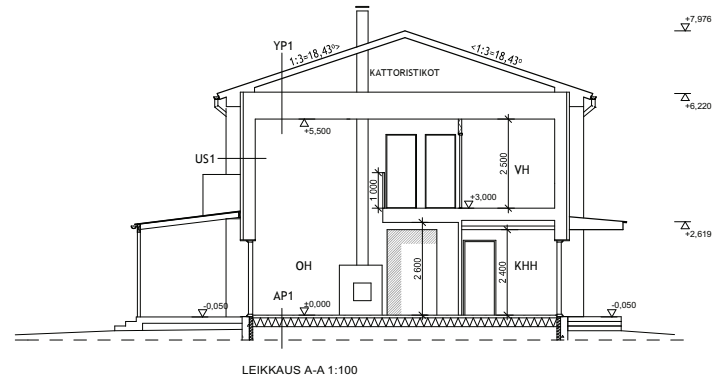 +7,976
YP1
1:3=18,43º>
<1:3=18,43º
KATTORISTIKOT
+6,220
+5,500
US1
2 500
VH
1 000
+3,000
+2,619
OH
2 600
2 400
KHH
-0,050
AP1
±0,000
-0,050
LEIKKAUS A-A 1:100